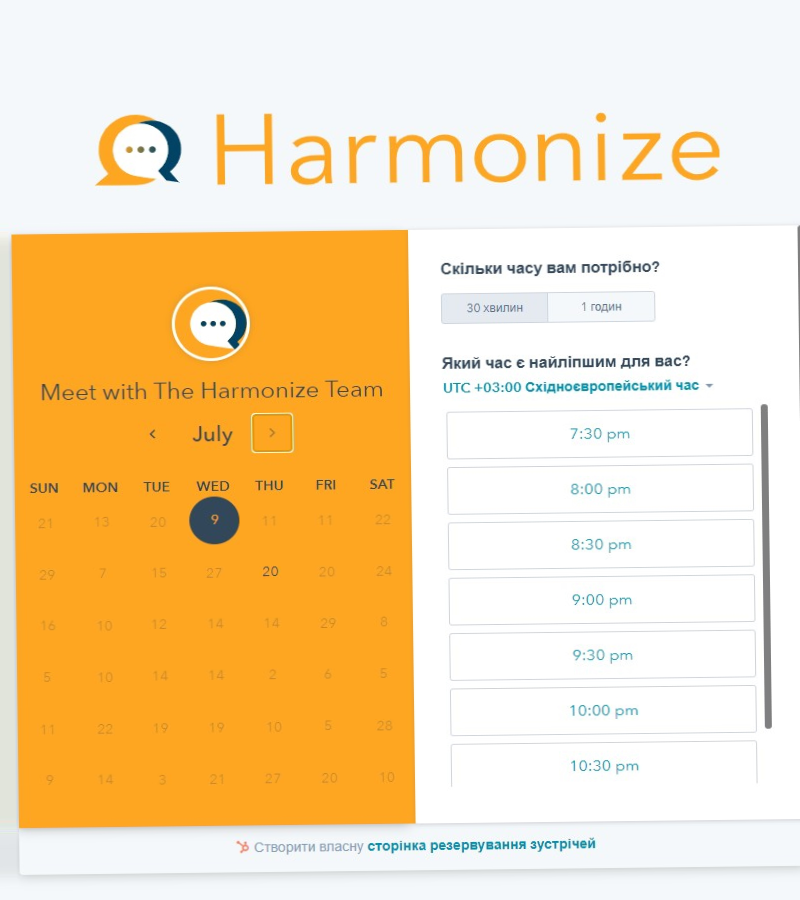 Harmonize
Meet with The Harmonize Team
July
SUN MON TUE WED THU FRI SAT
21 13 20 9 11 11 22
29 7 15 27 20 20 24
16 10 12 14 14 29 8
5 10 14 14 2 6 5
11 22 19 19 10 5 28
9 14 3 21 27 20 10
Скільки часу вам потрібно?
30 хвилин 1 годин
Який час є найліпшим для вас?
UTC +03:00 Східноєвропейський час
7:30 pm
8:00 pm
8:30 pm
9:00 pm
9:30 pm
10:00 pm
10:30 pm
Створити власну сторінка резервування зустрічей